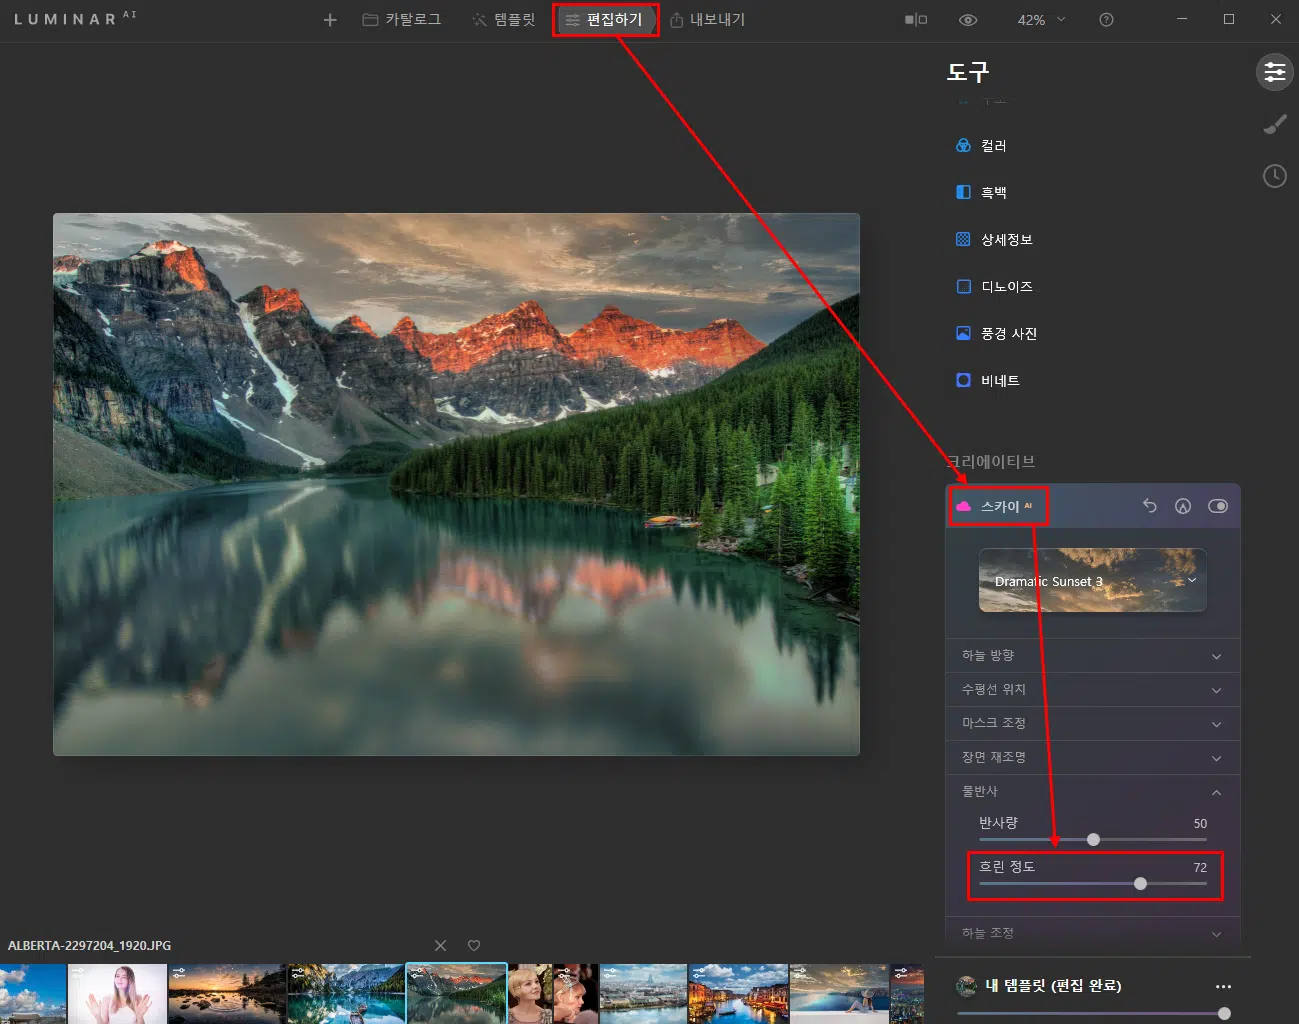 LUMINAR AI
카탈로그
템플릿
편집하기
내보내기
42%
도구
컬러
흑백
상세정보
디노이즈
풍경 사진
비네트
크리에이티브
스카이 AI
Dramatic Sunset 3
하늘 방향
수평선 위치
마스크 조정
장면 재조명
물반사
반사량 50
흐린 정도 72
하늘 조정
ALBERTA-2297204_1920.JPG
내 템플릿 (편집 완료)